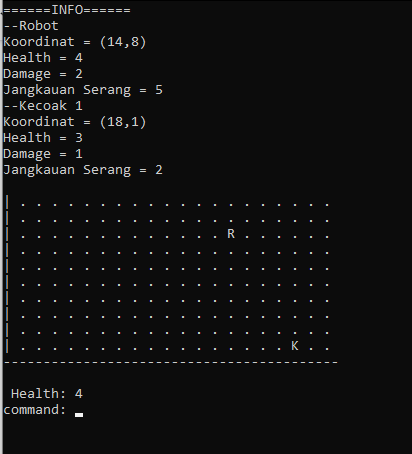 ======INFO======
--Robot
Koordinat = (14,8)
Health = 4
Damage = 2
Jangkauan Serang = 5
--Kecoak 1
Koordinat = (18,1)
Health = 3
Damage = 1
Jangkauan Serang = 2
| . . . . . . . . . . . . . . . . . . . .
| . . . . . . . . . . . . . . . . . . . .
| . . . . . . . . . . . . . R . . . . . .
| . . . . . . . . . . . . . . . . . . . .
| . . . . . . . . . . . . . . . . . . . .
| . . . . . . . . . . . . . . . . . . . .
| . . . . . . . . . . . . . . . . . . . .
| . . . . . . . . . . . . . . . . . . . .
| . . . . . . . . . . . . . . . . . . . .
| . . . . . . . . . . . . . . . . . K . .
------------------------------------------
Health: 4
command: